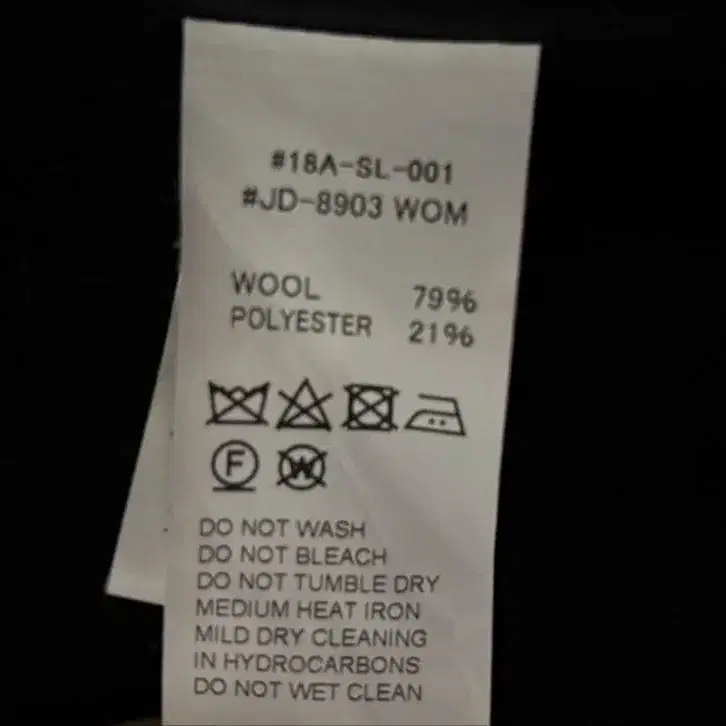 #18A-SL-001
#JD-8903 WOM
WOOL 79%
POLYESTER 21%
F W
DO NOT WASH
DO NOT BLEACH
DO NOT TUMBLE DRY
MEDIUM HEAT IRON
MILD DRY CLEANING
IN HYDROCARBONS
DO NOT WET CLEAN